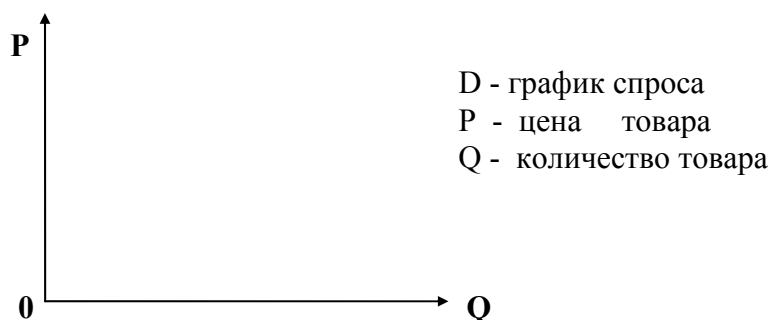 P
D - график спроса
P - цена товара
Q - количество товара
0
Q